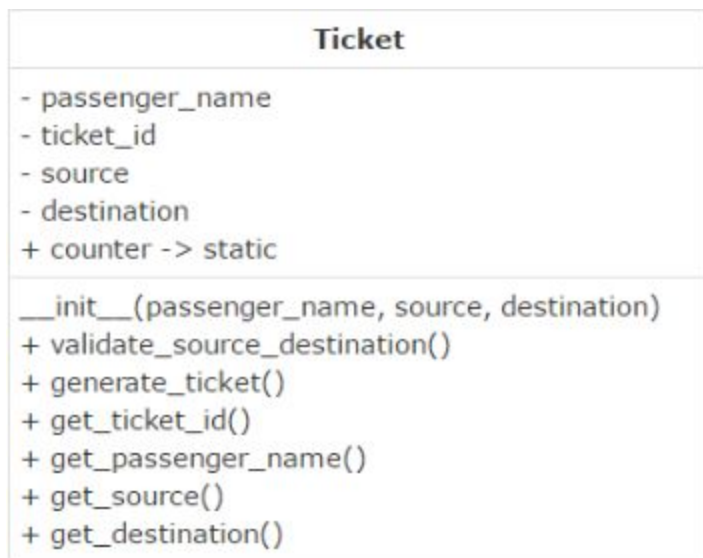 Ticket
- passenger_name
- ticket_id
- source
- destination
+ counter -> static
__init__(passenger_name, source, destination)
+ validate_source_destination()
+ generate_ticket()
+ get_ticket_id()
+ get_passenger_name()
+ get_source()
+ get_destination()